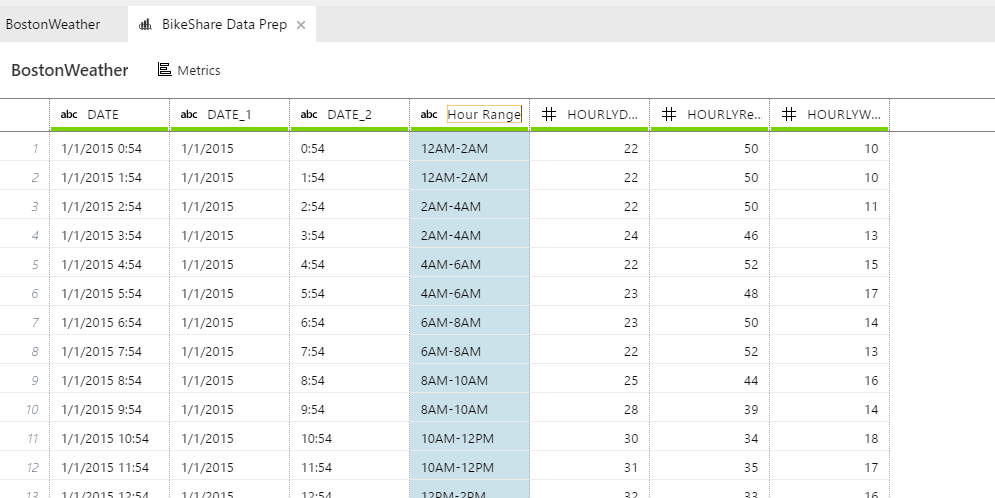 BostonWeather BikeShare Data Prep ×
BostonWeather Metrics
abc DATE abc DATE_1 abc DATE_2 abc Hour Range # HOURLYD... # HOURLYRe... # HOURLYW...
1 1/1/2015 0:54 1/1/2015 0:54 12AM-2AM 22 50 10
2 1/1/2015 1:54 1/1/2015 1:54 12AM-2AM 22 50 10
3 1/1/2015 2:54 1/1/2015 2:54 2AM-4AM 22 50 11
4 1/1/2015 3:54 1/1/2015 3:54 2AM-4AM 24 46 13
5 1/1/2015 4:54 1/1/2015 4:54 4AM-6AM 22 52 15
6 1/1/2015 5:54 1/1/2015 5:54 4AM-6AM 23 48 17
7 1/1/2015 6:54 1/1/2015 6:54 6AM-8AM 23 50 14
8 1/1/2015 7:54 1/1/2015 7:54 6AM-8AM 22 52 13
9 1/1/2015 8:54 1/1/2015 8:54 8AM-10AM 25 44 16
10 1/1/2015 9:54 1/1/2015 9:54 8AM-10AM 28 39 14
11 1/1/2015 10:54 1/1/2015 10:54 10AM-12PM 30 34 18
12 1/1/2015 11:54 1/1/2015 11:54 10AM-12PM 31 35 17
13 1/1/2015 12:54 1/1/2015 12:54 12PM-2PM 32 33 16